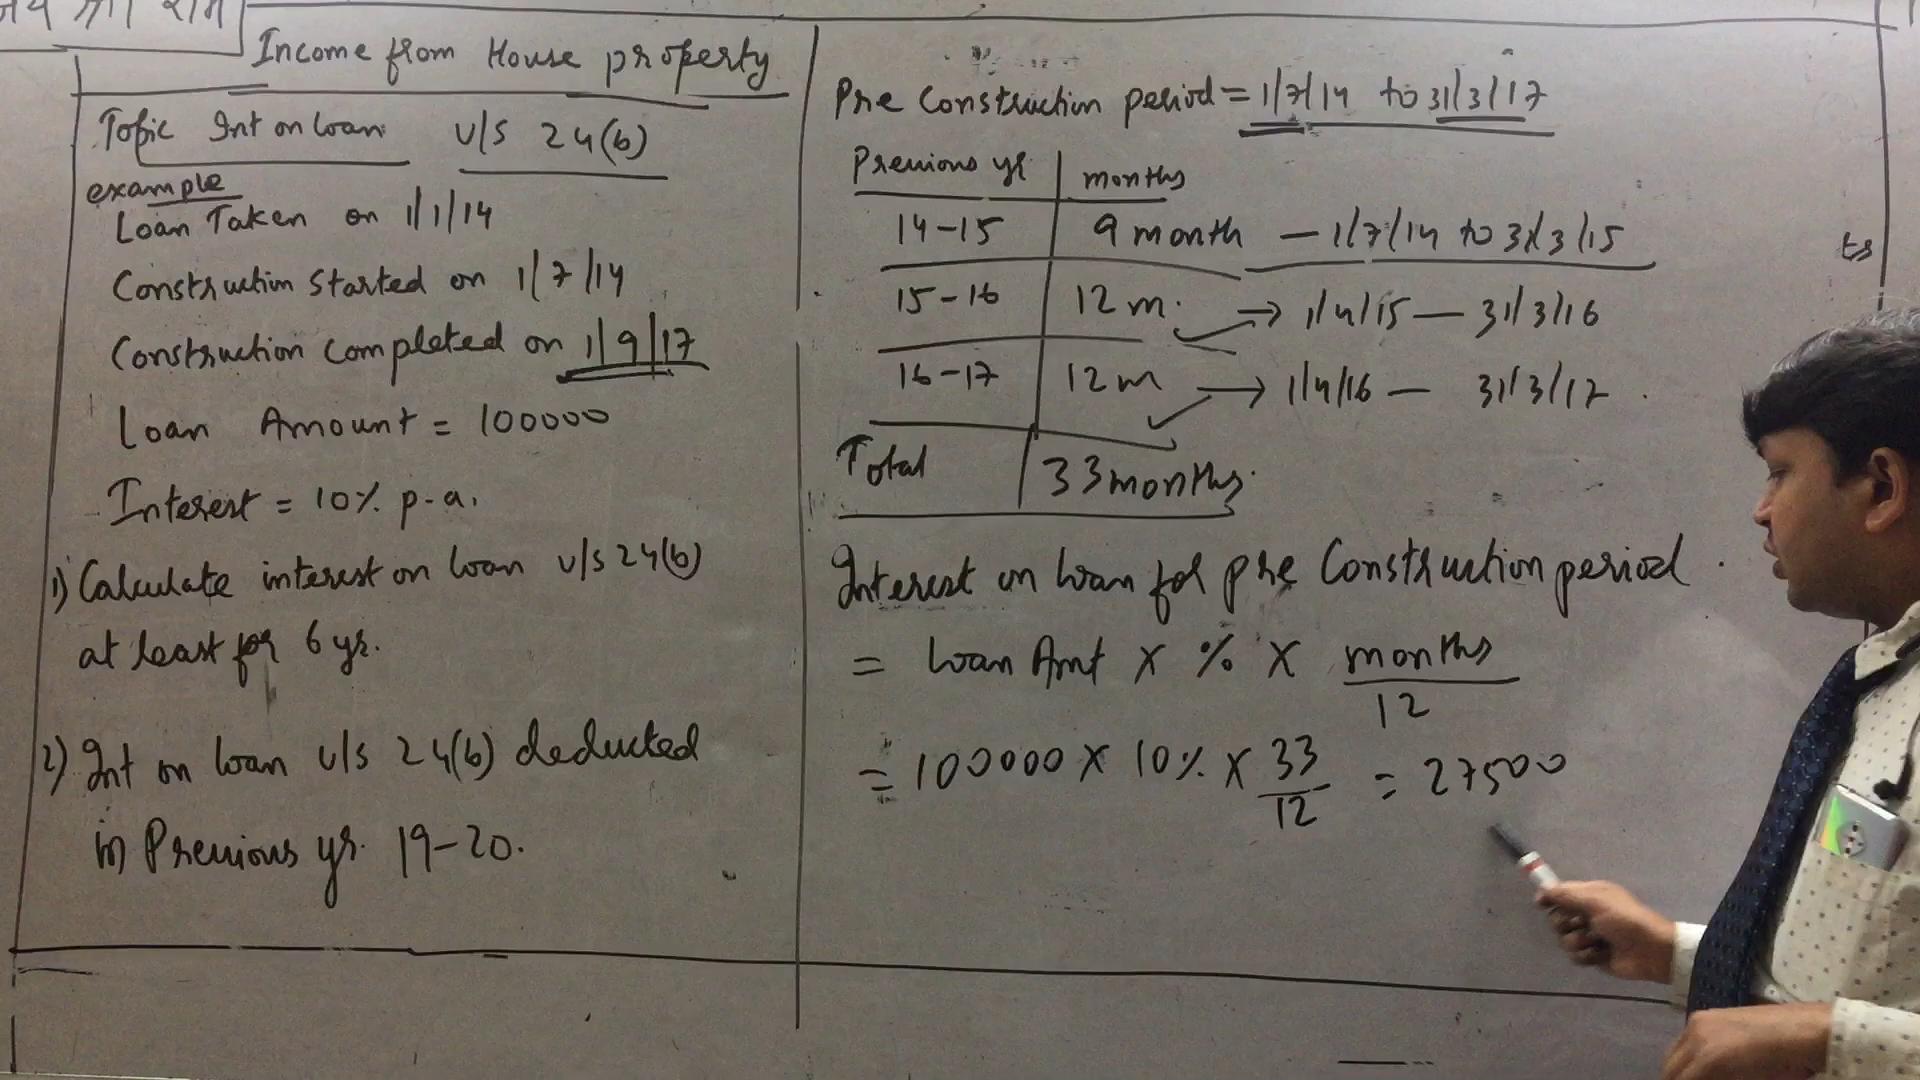 जय श्री राम
Income from House property
Topic Int on loan u/s 24(b)
example
Loan Taken on 1/1/14
Construction Started on 1/7/14
Construction completed on 1/9/17
Loan Amount = 100000
Interest = 10% p.a.
1) Calculate interest on loan u/s 24(b)
at least for 6 yr.
2) Int on loan u/s 24(b) deducted
in Previous yr. 19-20.
Pre Construction period = 1/7/14 to 31/3/17
Previous yr months
14-15 9 month - 1/7/14 to 31/3/15
15-16 12 m. → 1/4/15 - 31/3/16
16-17 12 m → 1/4/16 - 31/3/17
Total 33 months.
Interest on loan for pre Construction period
= loan Amt x % x months/12
= 100000 x 10% x 33/12 = 27500
ts